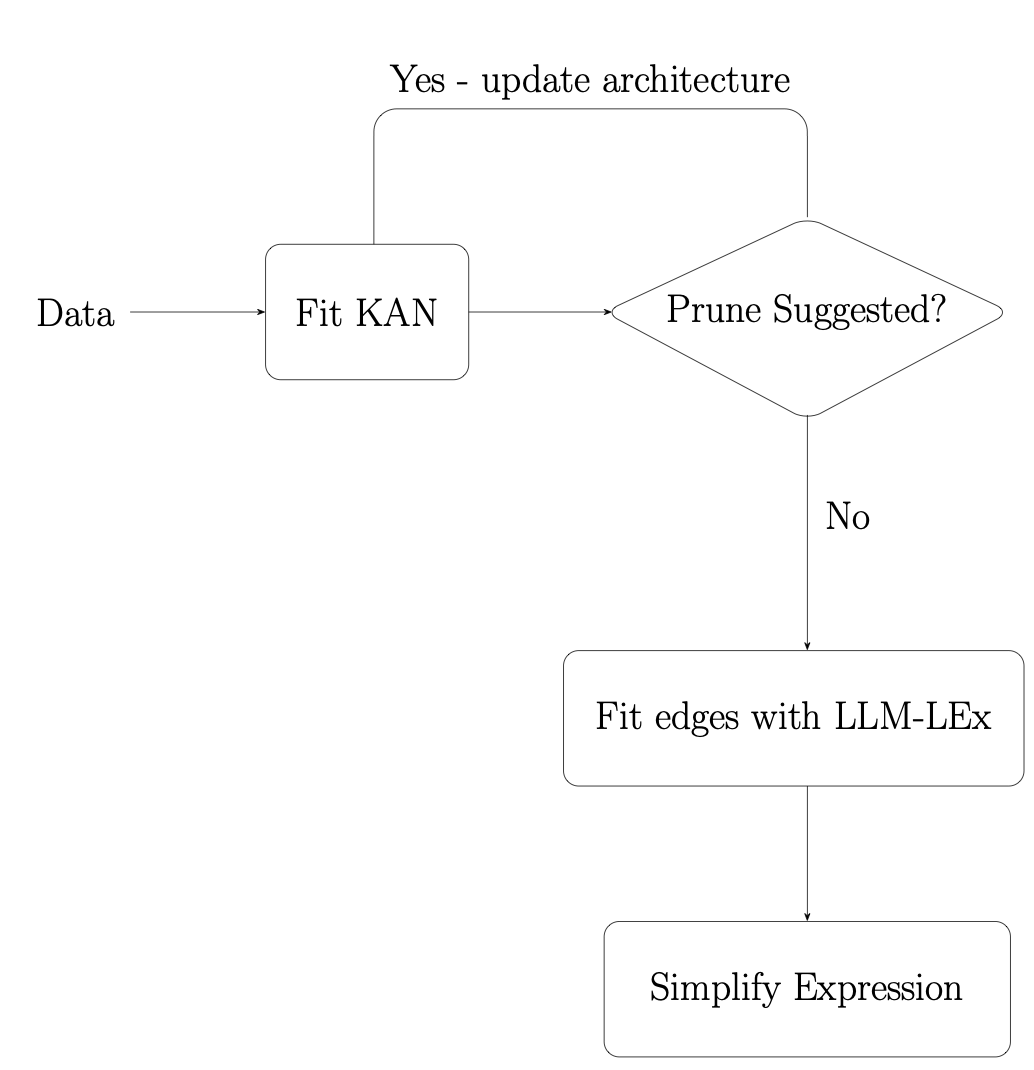 Yes - update architecture
Data
Fit KAN
Prune Suggested?
No
Fit edges with LLM-LEx
Simplify Expression